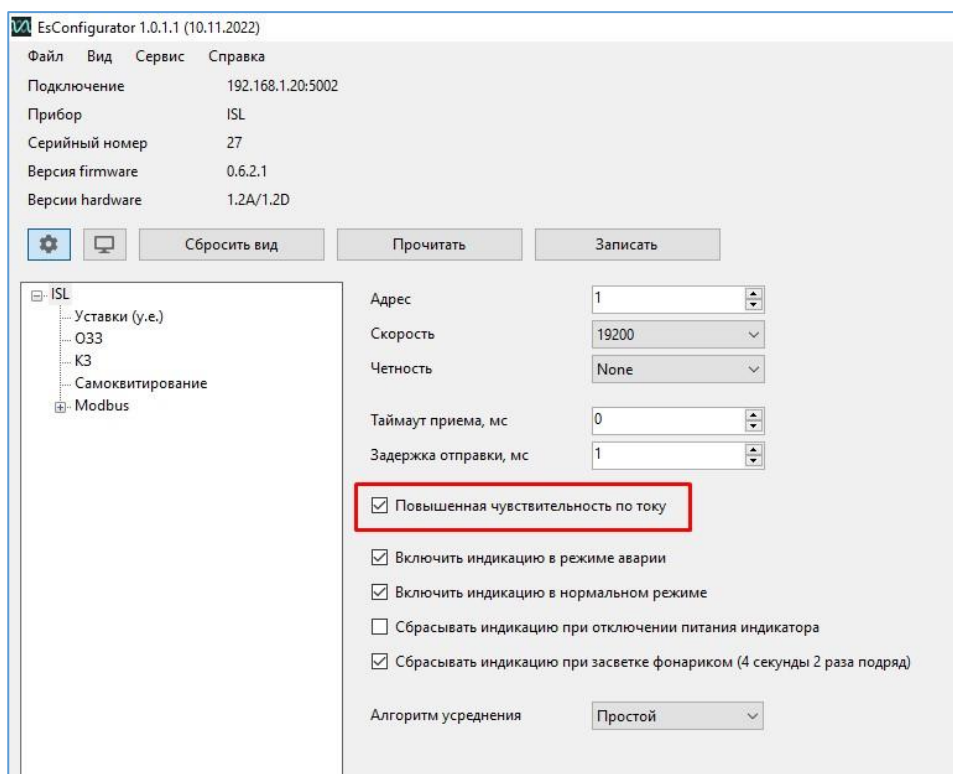 EsConfigurator 1.0.1.1 (10.11.2022)
Файл Вид Сервис Справка
Подключение 192.168.1.20:5002
Прибор ISL
Серийный номер 27
Версия firmware 0.6.2.1
Версии hardware 1.2A/1.2D
Сбросить вид Прочитать Записать
ISL
Уставки (у.е.)
ОЗЗ
КЗ
Самоквитирование
Modbus
Адрес 1
Скорость 19200
Четность None
Таймаут приема, мс 0
Задержка отправки, мс 1
Повышенная чувствительность по току
Включить индикацию в режиме аварии
Включить индикацию в нормальном режиме
Сбрасывать индикацию при отключении питания индикатора
Сбрасывать индикацию при засветке фонариком (4 секунды 2 раза подряд)
Алгоритм усреднения Простой